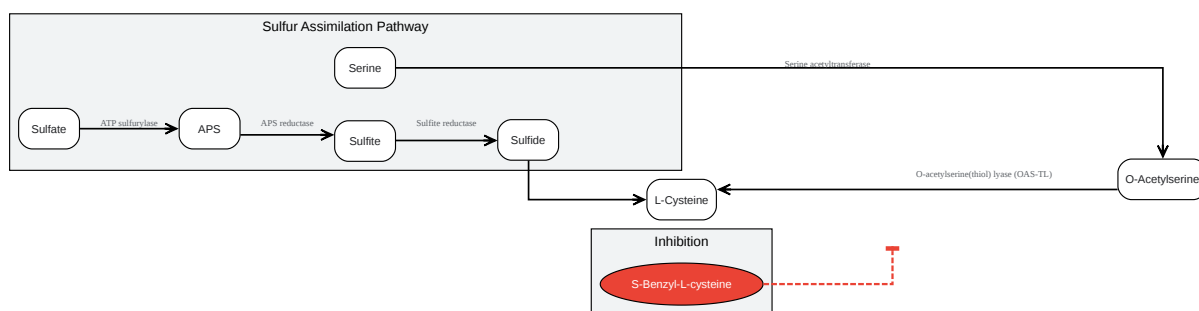 Sulfur Assimilation Pathway
Serine
Serine acetyltransferase
Sulfate
ATP sulfurylase
APS
APS reductase
Sulfite
Sulfite reductase
Sulfide
O-acetylserine(thiol) lyase (OAS-TL)
O-Acetylserine
L-Cysteine
Inhibition
S-Benzyl-L-cysteine